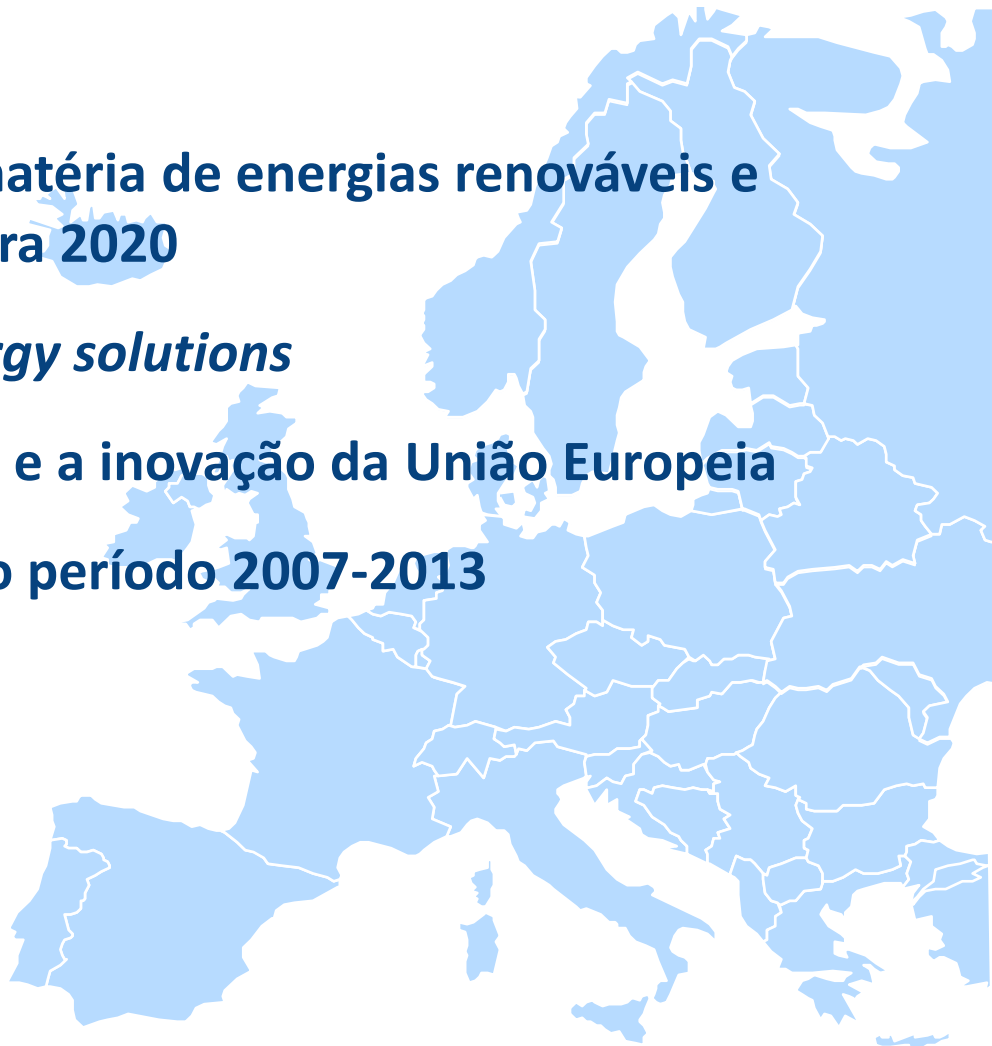 matéria de energias renováveis e
ra 2020
rgy solutions
e a inovação da União Europeia
o período 2007-2013